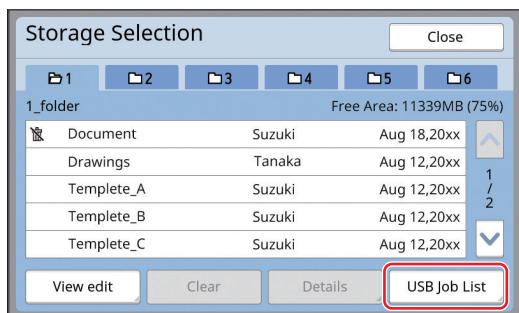 Storage Selection Close
1 2 3 4 5 6
1_folder Free Area: 11339MB (75%)
Document Suzuki Aug 18,20xx
Drawings Tanaka Aug 12,20xx
Templete_A Suzuki Aug 12,20xx
Templete_B Suzuki Aug 12,20xx
Templete_C Suzuki Aug 12,20xx
1
/
2
View edit Clear Details USB Job List